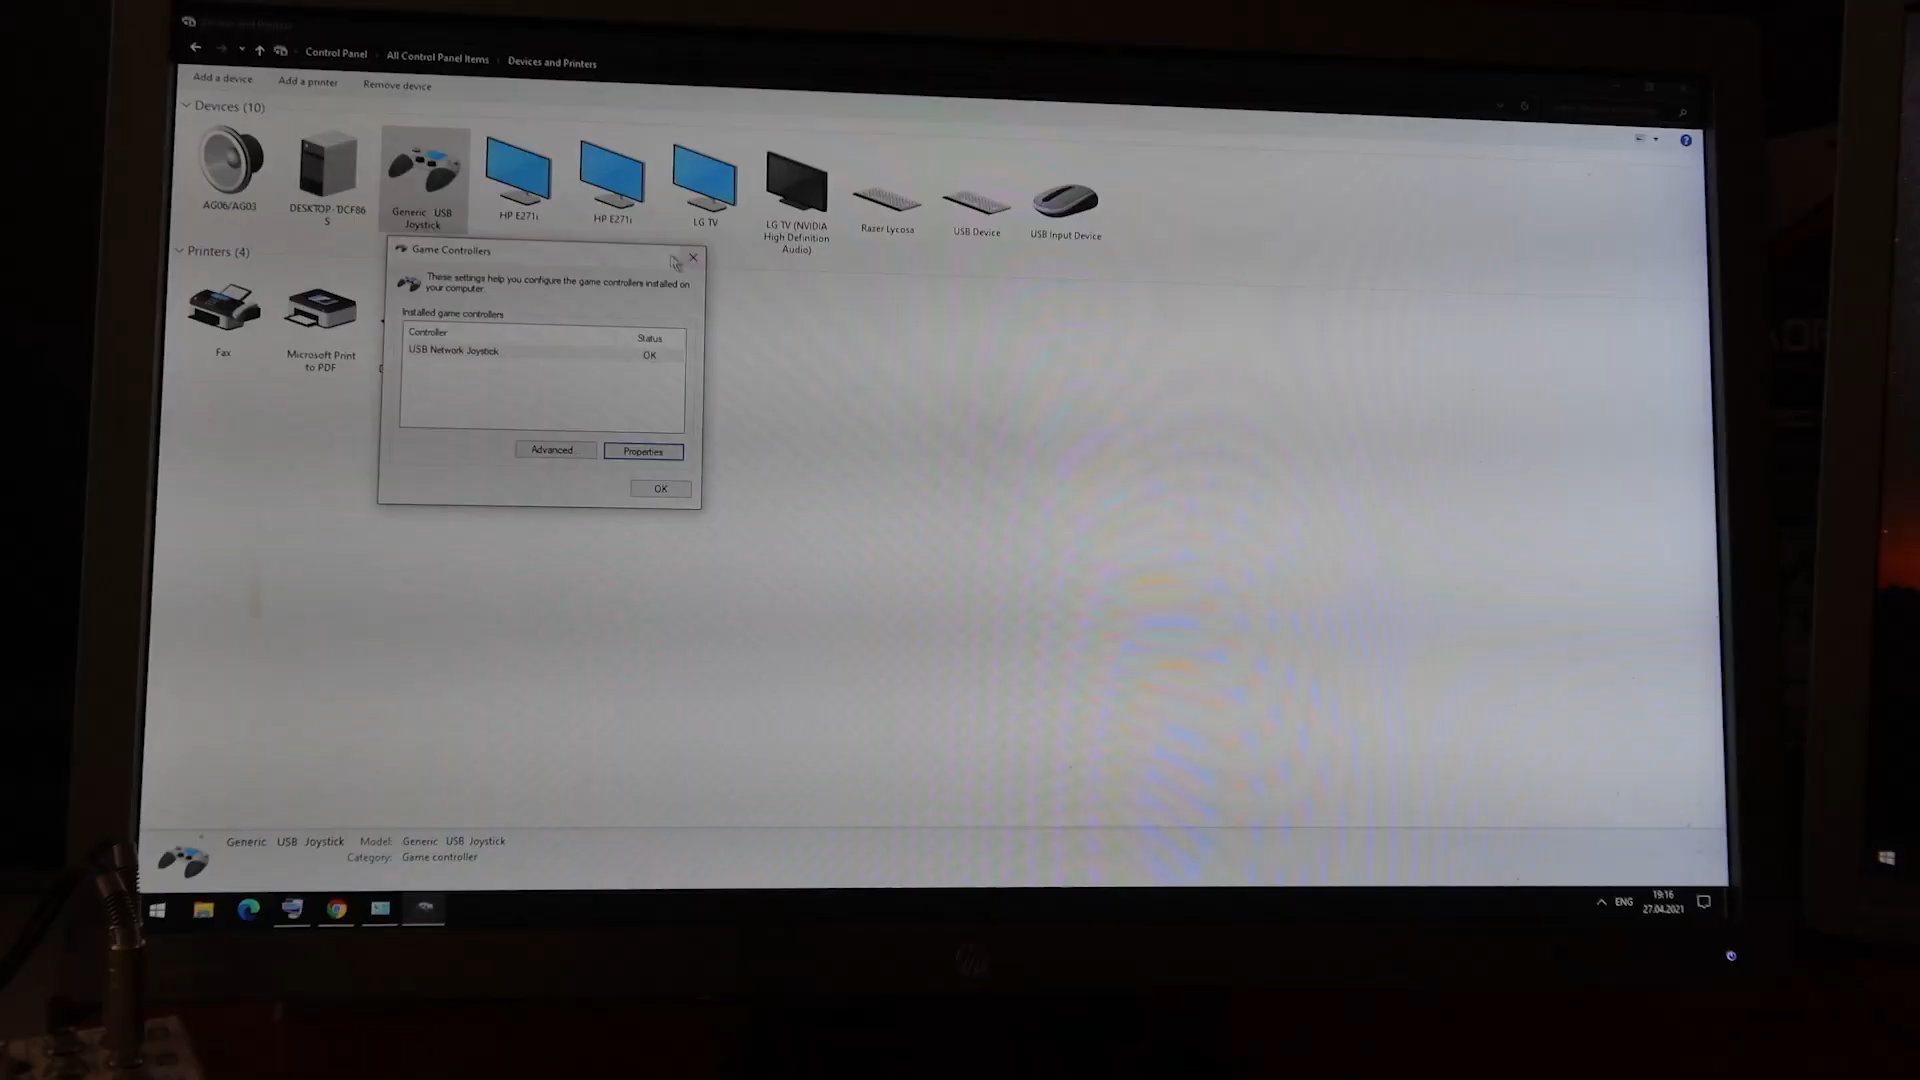 Control Panel All Control Panel Items Devices and Printers
Add a device Add a printer Remove device
Devices (10)
AG06/AG03
Generic USB
Joystick
HP E271i
HP E271i
LG TV
LG TV (NVIDIA
High Definition
Audio)
Razer Lycosa
USB Device
USB Input Device
Printers (4)
Fax
Microsoft Print
to PDF
Game Controllers
These settings help you configure the game controllers installed on
your computer.
Installed game controllers
Controller Status
USB Network Joystick OK
Advanced...
Properties
OK
Generic USB Joystick Model: Generic USB Joystick
Category: Game controller
ENG
19:16
27.04.2021
hp